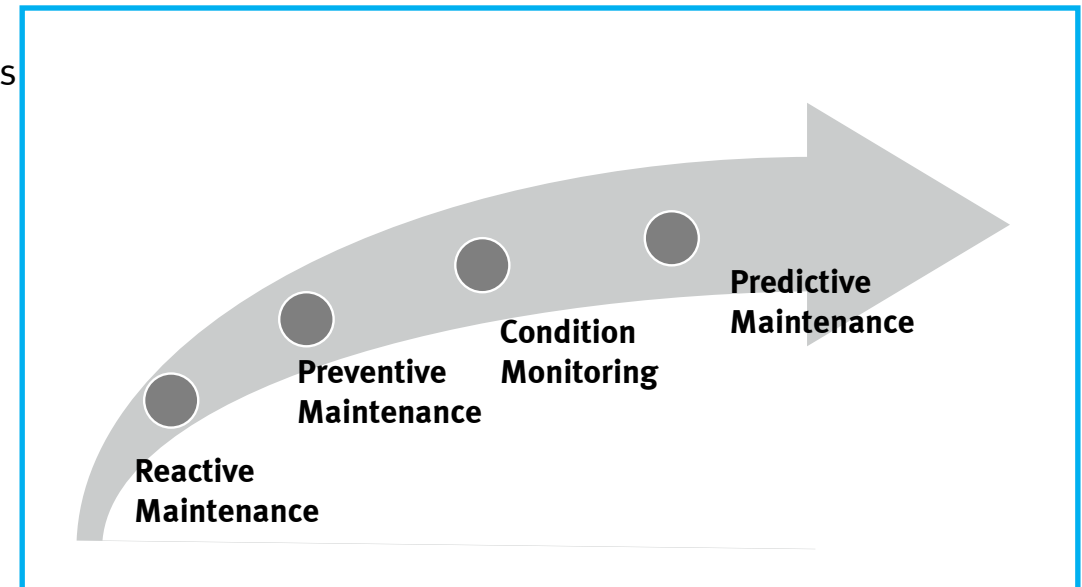 s
Predictive
Maintenance
Condition
Monitoring
Preventive
Maintenance
Reactive
Maintenance